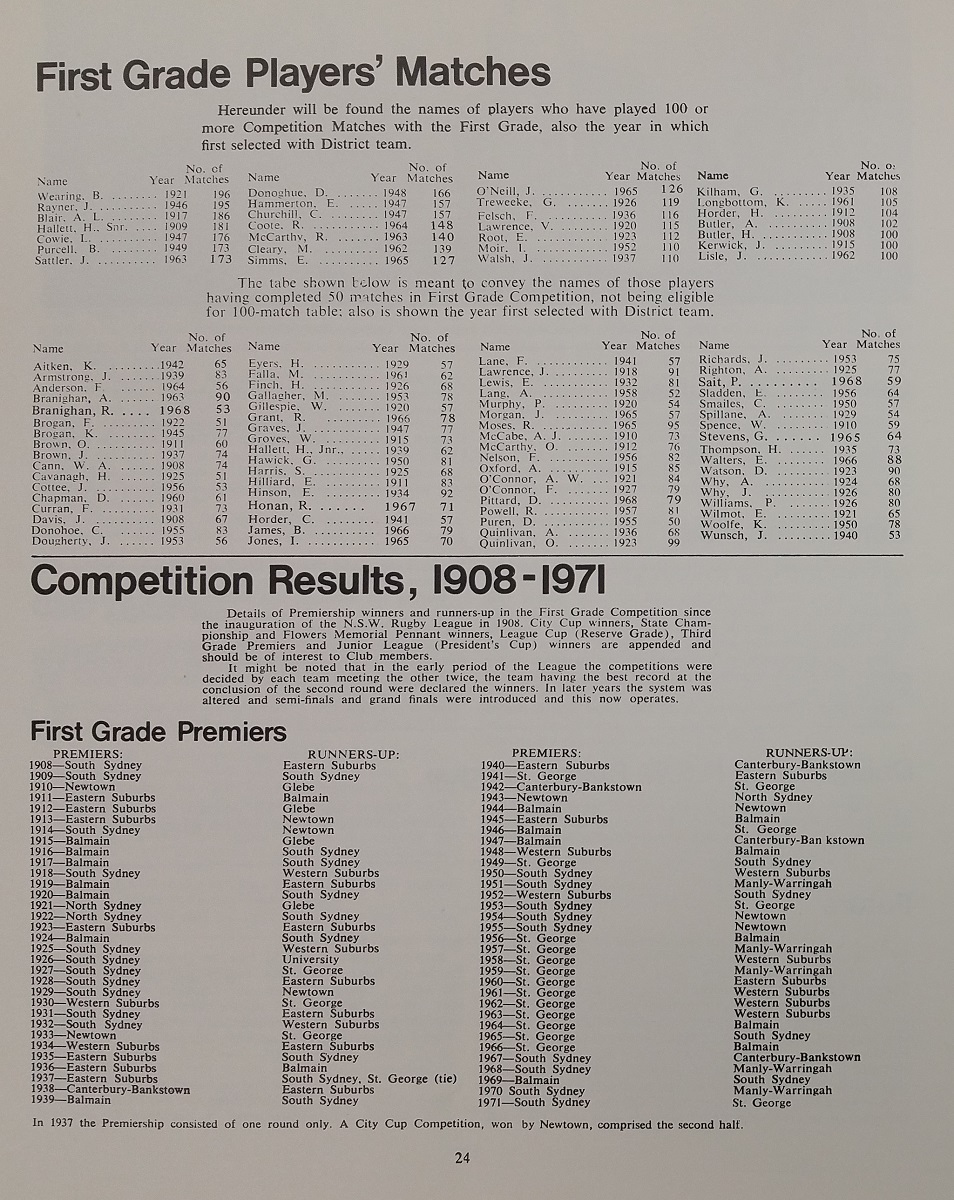 First Grade Players' Matches
Hereunder will be found the names of players who have played 100 or
more Competition Matches with the First Grade, also the year in which
first selected with District team.
Name Year No. of Matches
Wearing, B. ........ 1921 196
Rayner, J. .......... 1946 195
Blair, A. L. ........ 1917 186
Hallett, H., Snr. ... 1909 181
Cowie, L. .......... 1947 176
Purcell, B. ........ 1949 173
Sattler, J. .......... 1963 173
Name Year No. of Matches
Donoghue, D. ........ 1948 166
Hammerton, E. ...... 1947 157
Churchill, C. ........ 1947 157
Coote, R. .......... 1964 148
McCarthy, R. ........ 1963 140
Cleary, M. .......... 1962 139
Simms, E. .......... 1965 127
Name Year No. of Matches
O'Neill, J. .......... 1965 126
Treweeke, G. ........ 1926 119
Felsch, F. .......... 1936 116
Lawrence, V. ........ 1920 115
Root, E. .......... 1923 112
Moir, I. .......... 1952 110
Walsh, J. .......... 1937 110
Name Year No. o: Matches
Kilham, G. .......... 1935 108
Longbottom, K. ...... 1961 105
Horder, H. .......... 1912 104
Butler, A. .......... 1908 102
Butler, H. .......... 1908 100
Kerwick, J. .......... 1915 100
Lisle, J. ............ 1962 100
The tabe shown below is meant to convey the names of those players
having completed 50 matches in First Grade Competition, not being eligible
for 100-match table; also is shown the year first selected with District team.
Name Year No. of Matches
Aitken, K. .........1942 65
Armstrong, J. ......1939 83
Anderson, F. ....... 1964 56
Branighan, A. ...... 1963 90
Branighan, R. .... 1968 53
Brogan, F. ........ 1922 51
Brogan, K. ........ 1945 77
Brown, O. ......... 1911 60
Brown, J. ......... 1937 74
Cann, W. A. ....... 1908 74
Cavanagh, H. ...... 1925 51
Cottee, J. ......... 1956 53
Chapman, D. ....... 1960 61
Curran, F. ........ 1931 73
Davis, J. ......... 1908 67
Donohoe, C. ....... 1955 83
Dougherty, J. ...... 1953 56
Name Year No. of Matches
Eyers, H. ........... 1929 57
Falla, M. ........... 1961 62
Finch, H. ........... 1926 68
Gallagher, M. ....... 1953 78
Gillespie, W. ....... 1920 57
Grant, R. ........... 1966 78
Graves, J. .......... 1947 77
Groves, W. .......... 1915 73
Hallett, H., Jnr., .... 1939 62
Hawick, G. .......... 1950 81
Harris, S. .......... 1925 68
Hilliard, E. ......... 1911 83
Hinson, E. .......... 1934 92
Honan, R. ...... 1967 71
Horder, C. .......... 1941 57
James, B. ........... 1966 79
Jones, I. ........... 1965 70
Name Year No. of Matches
Lane, F. ............ 1941 57
Lawrence, J. ........ 1918 91
Lewis, E. ........... 1932 81
Lang, A. ............ 1958 52
Murphy, P. .......... 1920 54
Morgan, J. .......... 1965 57
Moses, R. ........... 1965 95
McCabe, A. J. ....... 1910 73
McCarthy, O. ........ 1912 76
Nelson, F. .......... 1956 82
Oxford, A. .......... 1915 85
O'Connor, A. W. ..... 1921 84
O'Connor, F. ........ 1927 79
Pittard, D. ......... 1968 79
Powell, R. .......... 1957 81
Puren, D. ........... 1955 50
Quinlivan, A. ....... 1936 68
Quinlivan, O. ....... 1923 99
Name Year No. of Matches
Richards, J. ........ 1953 75
Righton, A. ......... 1925 77
Sait, P. ......... 1968 59
Sladden, E. ......... 1956 64
Smailes, C. ......... 1950 57
Spillane, A. ........ 1929 54
Spence, W. .......... 1910 59
Stevens, G. ...... 1965 64
Thompson, H. ....... 1935 73
Walters, E. ......... 1966 88
Watson, D. .......... 1923 90
Why, A. ............ 1924 68
Why, J. ............ 1926 80
Williams, P. ........ 1926 80
Wilmot, E. .......... 1921 65
Woolfe, K. .......... 1950 78
Wunsch, J. ......... 1940 53
Competition Results, 1908-1971
Details of Premiership winners and runners-up in the First Grade Competition since
the inauguration of the N.S.W. Rugby League in 1908. City Cup winners, State Cham-
pionship and Flowers Memorial Pennant winners, League Cup (Reserve Grade), Third
Grade Premiers and Junior League (President's Cup) winners are appended and
should be of interest to Club members.
It might be noted that in the early period of the League the competitions were
decided by each team meeting the other twice, the team having the best record at the
conclusion of the second round were declared the winners. In later years the system was
altered and semi-finals and grand finals were introduced and this now operates.
First Grade Premiers
PREMIERS: RUNNERS-UP:
1908—South Sydney Eastern Suburbs
1909—South Sydney South Sydney
1910—Newtown Glebe
1911—Eastern Suburbs Balmain
1912—Eastern Suburbs Glebe
1913—Eastern Suburbs Newtown
1914—South Sydney Newtown
1915—Balmain Glebe
1916—Balmain South Sydney
1917—Balmain South Sydney
1918—South Sydney Western Suburbs
1919—Balmain Eastern Suburbs
1920—Balmain South Sydney
1921—North Sydney Glebe
1922—North Sydney South Sydney
1923—Eastern Suburbs Eastern Suburbs
1924—Balmain South Sydney
1925—South Sydney Western Suburbs
1926—South Sydney University
1927—South Sydney St. George
1928—South Sydney Eastern Suburbs
1929—South Sydney Newtown
1930—Western Suburbs St. George
1931—South Sydney Eastern Suburbs
1932—South Sydney Western Suburbs
1933—Newtown St. George
1934—Western Suburbs Eastern Suburbs
1935—Eastern Suburbs South Sydney
1936—Eastern Suburbs Balmain
1937—Eastern Suburbs South Sydney, St. George (tie)
1938—Canterbury-Bankstown Eastern Suburbs
1939—Balmain South Sydney
PREMIERS: RUNNERS-UP:
1940—Eastern Suburbs Canterbury-Bankstown
1941—St. George Eastern Suburbs
1942—Canterbury-Bankstown St. George
1943—Newtown North Sydney
1944—Balmain Newtown
1945—Eastern Suburbs Balmain
1946—Balmain St. George
1947—Balmain Canterbury-Ban kstown
1948—Western Suburbs Balmain
1949—St. George South Sydney
1950—South Sydney Western Suburbs
1951—South Sydney Manly-Warringah
1952—Western Suburbs South Sydney
1953—South Sydney St. George
1954—South Sydney Newtown
1955—South Sydney Newtown
1956—St. George Balmain
1957—St. George Manly-Warringah
1958—St. George Western Suburbs
1959—St. George Manly-Warringah
1960—St. George Eastern Suburbs
1961—St. George Western Suburbs
1962—St. George Western Suburbs
1963—St. George Western Suburbs
1964—St. George Balmain
1965—St. George South Sydney
1966—St. George Balmain
1967—South Sydney Canterbury-Bankstown
1968—South Sydney Manly-Warringah
1969—Balmain South Sydney
1970 South Sydney Manly-Warringah
1971—South Sydney St. George
In 1937 the Premiership consisted of one round only. A City Cup Competition, won by Newtown, comprised the second half.
24